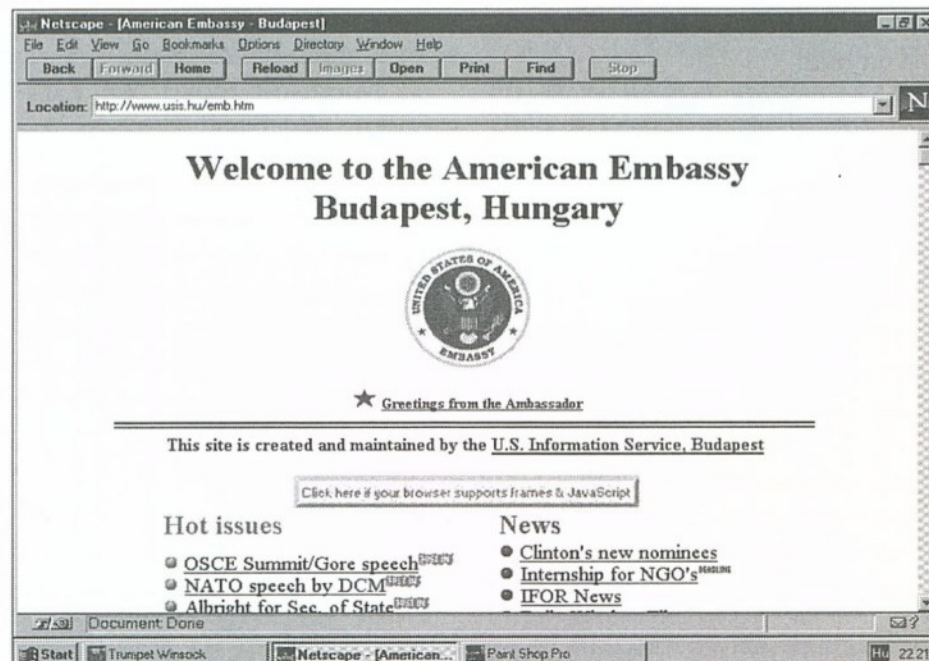 Netscape - [American Embassy - Budapest]
File Edit View Go Bookmarks Options Directory Window Help
Back Forward Home Reload Images Open Print Find Stop
Location: http://www.usis.hu/emb.htm
N
Welcome to the American Embassy
Budapest, Hungary
UNITED STATES OF AMERICA
EMBASSY
Greetings from the Ambassador
This site is created and maintained by the U.S. Information Service, Budapest
Click here if your browser supports frames & JavaScript
Hot issues
OSCE Summit/Gore speech
NATO speech by DCM
Albright for Sec. of State
News
Clinton's new nominees
Internship for NGO's DEADLINE
IFOR News
Document: Done
Start Trumpet Winsock Netscape - [American... Paint Shop Pro Hu 22:21